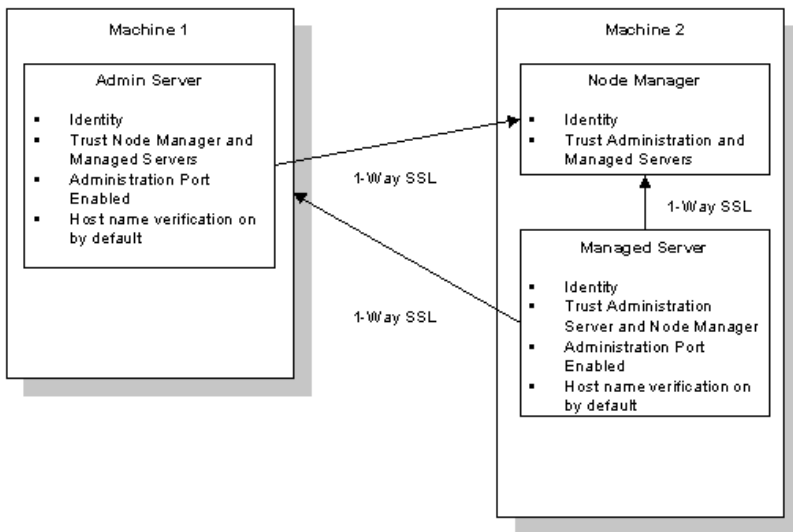 Machine 1
Admin Server
▪ Identity
▪ Trust Node Manager and
Managed Servers
▪ Administration Port
Enabled
▪ Host name verification on
by default
1-Way SSL
1-Way SSL
Machine 2
Node Manager
▪ Identity
▪ Trust Administration and
Managed Servers
1-Way SSL
Managed Server
▪ Identity
▪ Trust Administration
Server and Node Manager
▪ Administration Port
Enabled
▪ Host name verification on
by default